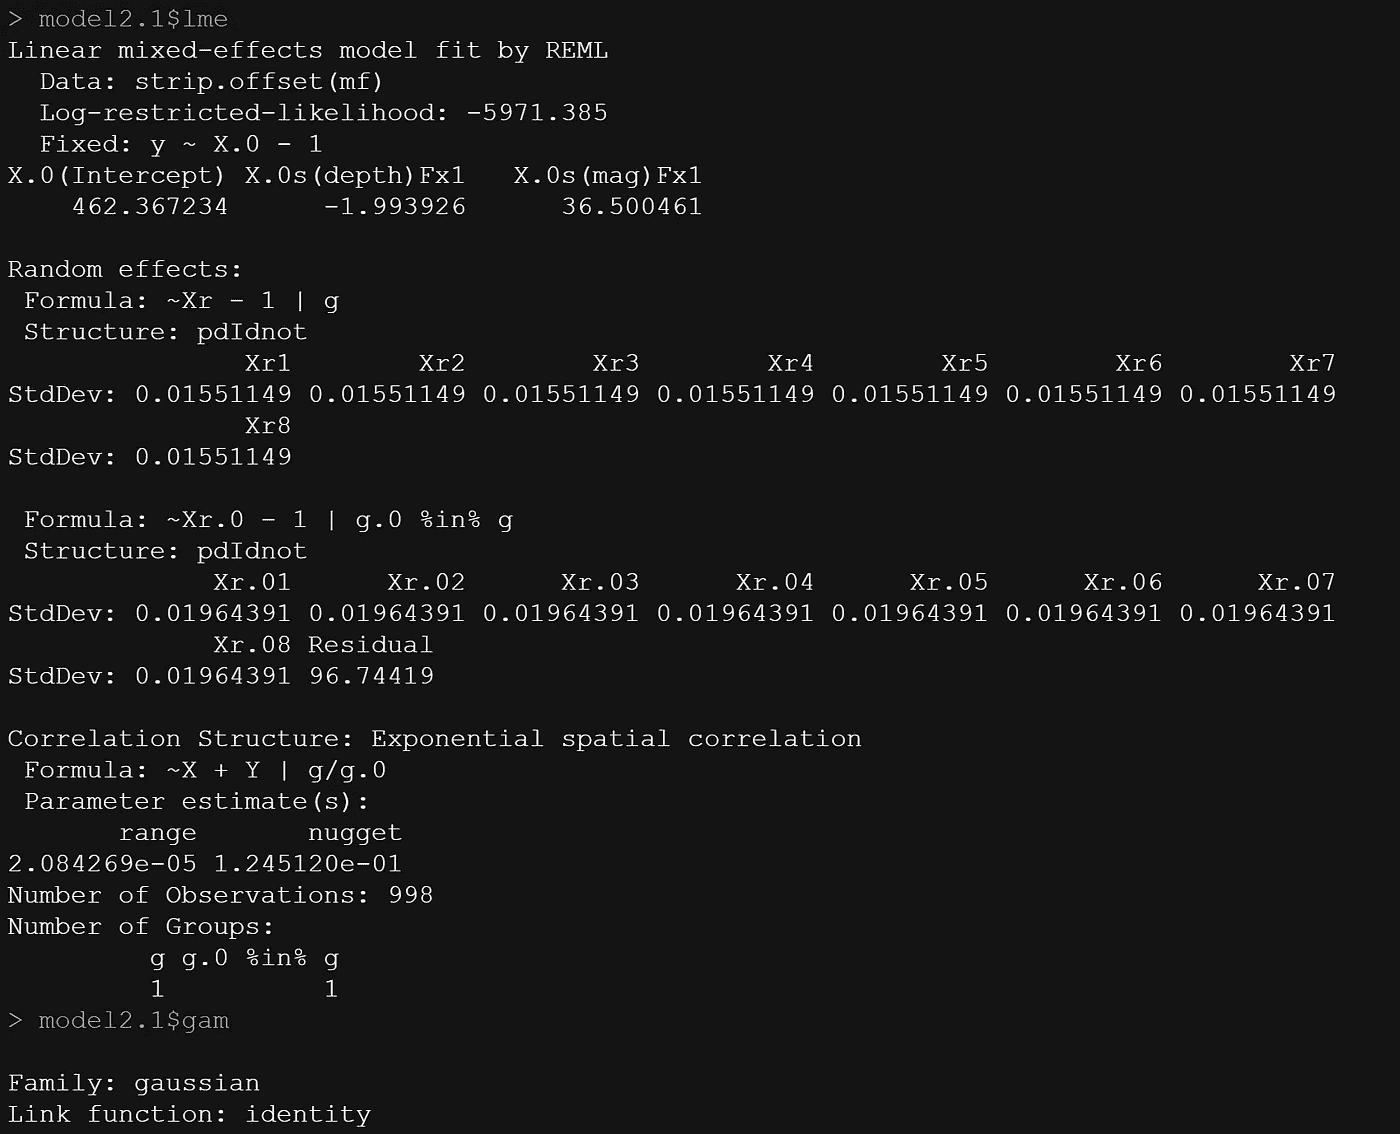 > model2.1$lme
Linear mixed-effects model fit by REML
  Data: strip.offset(mf)
  Log-restricted-likelihood: -5971.385
  Fixed: y ~ X.0 - 1
X.0(Intercept) X.0s(depth)Fx1   X.0s(mag)Fx1
    462.367234      -1.993926      36.500461

Random effects:
 Formula: ~Xr - 1 | g
 Structure: pdIdnot
               Xr1        Xr2        Xr3        Xr4        Xr5        Xr6        Xr7
StdDev: 0.01551149 0.01551149 0.01551149 0.01551149 0.01551149 0.01551149 0.01551149
               Xr8
StdDev: 0.01551149

 Formula: ~Xr.0 - 1 | g.0 %in% g
 Structure: pdIdnot
             Xr.01      Xr.02      Xr.03      Xr.04      Xr.05      Xr.06      Xr.07
StdDev: 0.01964391 0.01964391 0.01964391 0.01964391 0.01964391 0.01964391 0.01964391
             Xr.08 Residual
StdDev: 0.01964391 96.74419

Correlation Structure: Exponential spatial correlation
 Formula: ~X + Y | g/g.0
 Parameter estimate(s):
       range       nugget
2.084269e-05 1.245120e-01
Number of Observations: 998
Number of Groups:
         g g.0 %in% g
         1          1
> model2.1$gam

Family: gaussian
Link function: identity